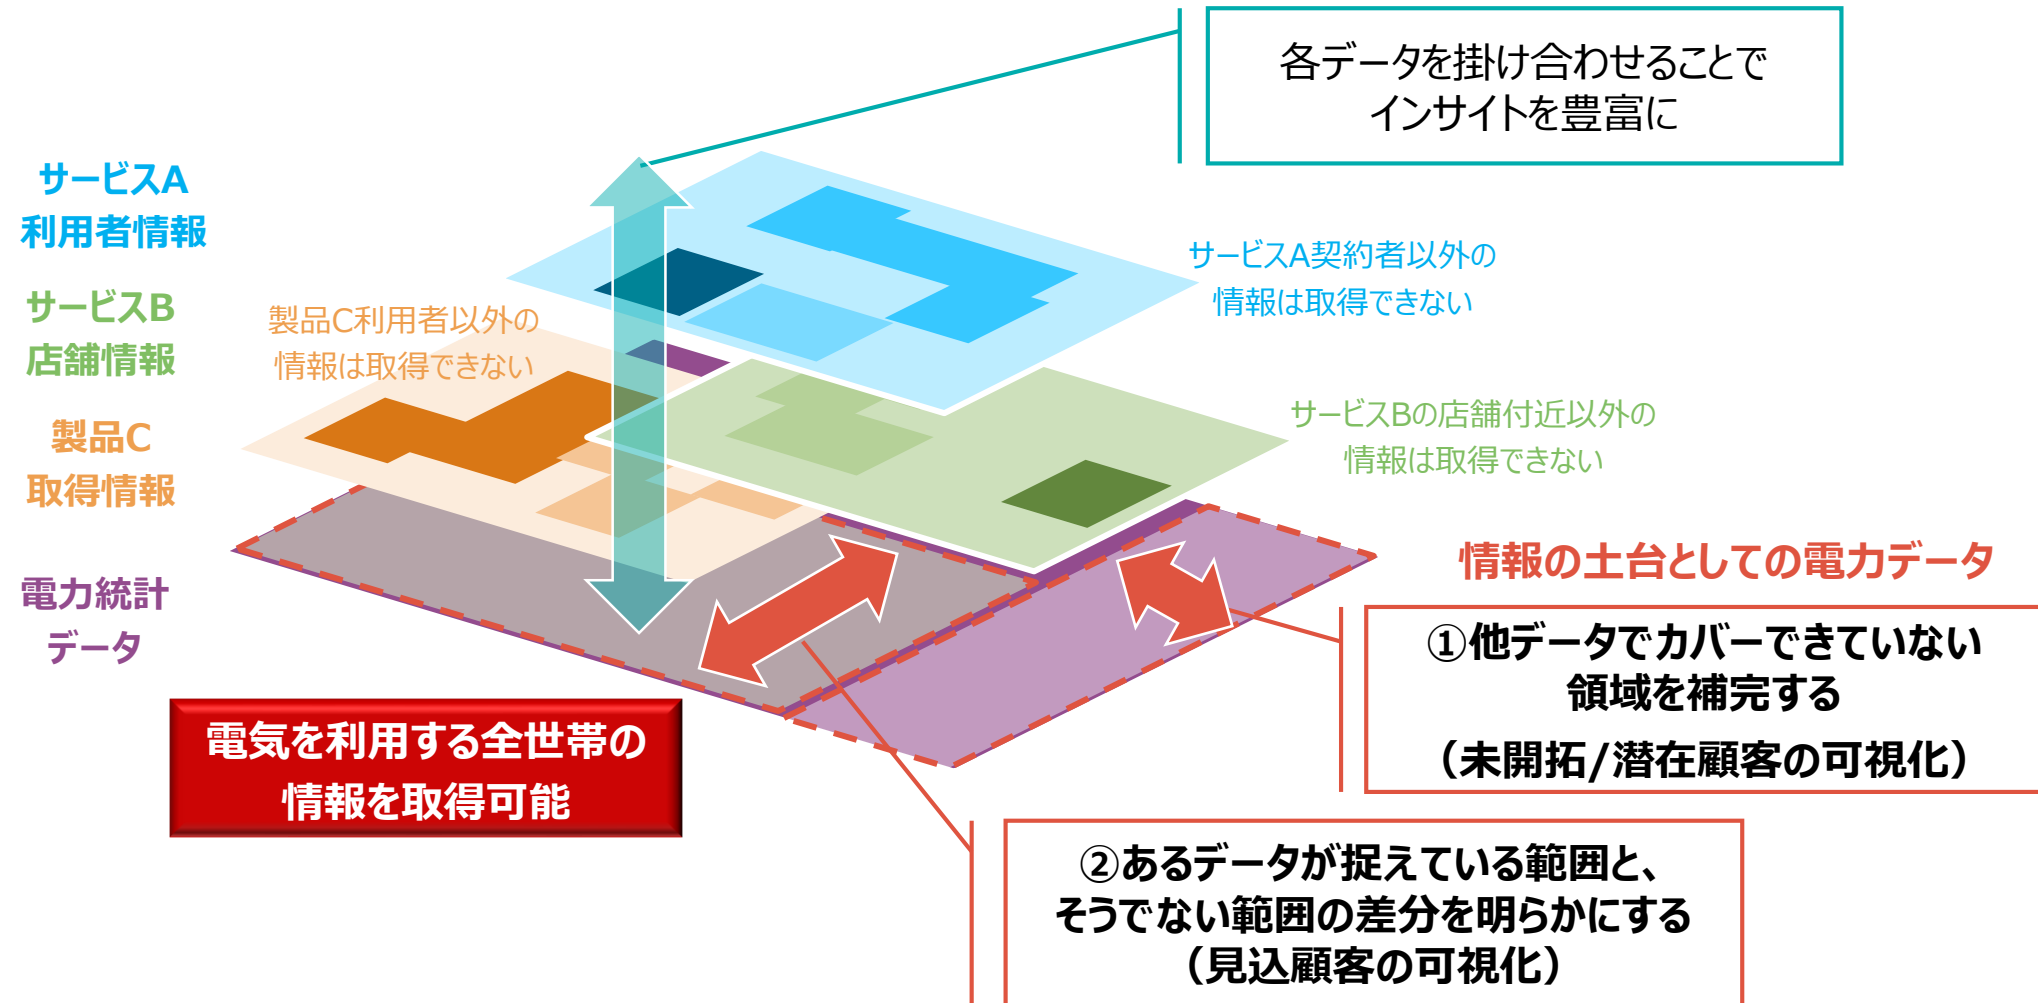 各データを掛け合わせることで
インサイトを豊富に
サービスA
利用者情報
サービスA契約者以外の
情報は取得できない
サービスB
店舗情報
製品C利用者以外の
情報は取得できない
サービスBの店舗付近以外の
情報は取得できない
製品C
取得情報
電力統計
データ
情報の土台としての電力データ
①他データでカバーできていない
領域を補完する
（未開拓/潜在顧客の可視化）
電気を利用する全世帯の
情報を取得可能
②あるデータが捉えている範囲と、
そうでない範囲の差分を明らかにする
（見込顧客の可視化）